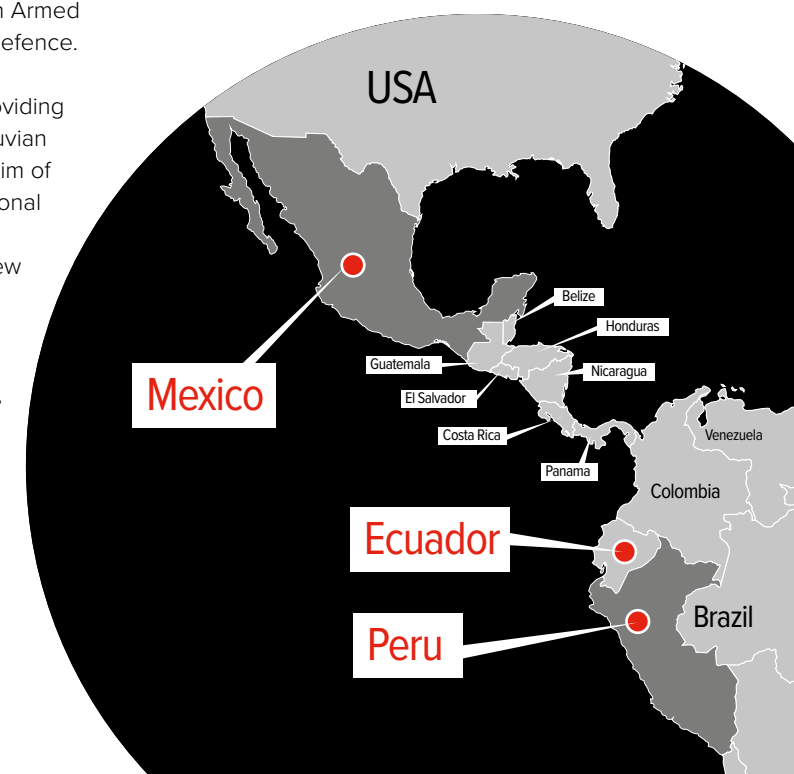 n Armed
efence.
oviding
uvian
im of
onal
ew
USA
Belize
Honduras
Guatemala
Nicaragua
Mexico
El Salvador
Costa Rica
Venezuela
Panama
Colombia
Ecuador
Brazil
Peru